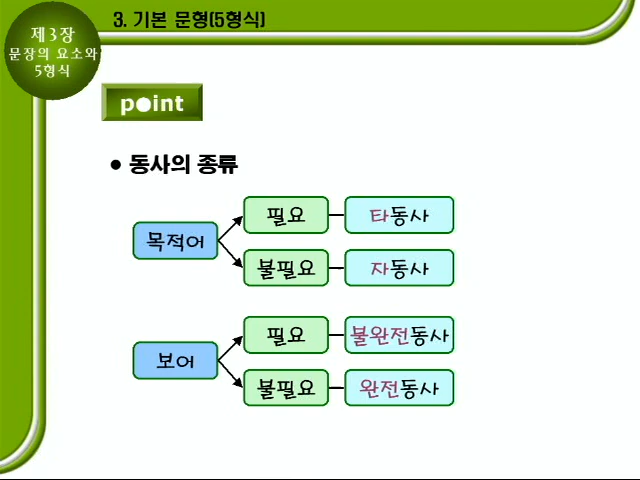 3. 기본 문형(5형식)
제3장
문장의 요소와
5형식
point
● 동사의 종류
목적어
필요
타동사
불필요
자동사
보어
필요
불완전동사
불필요
완전동사